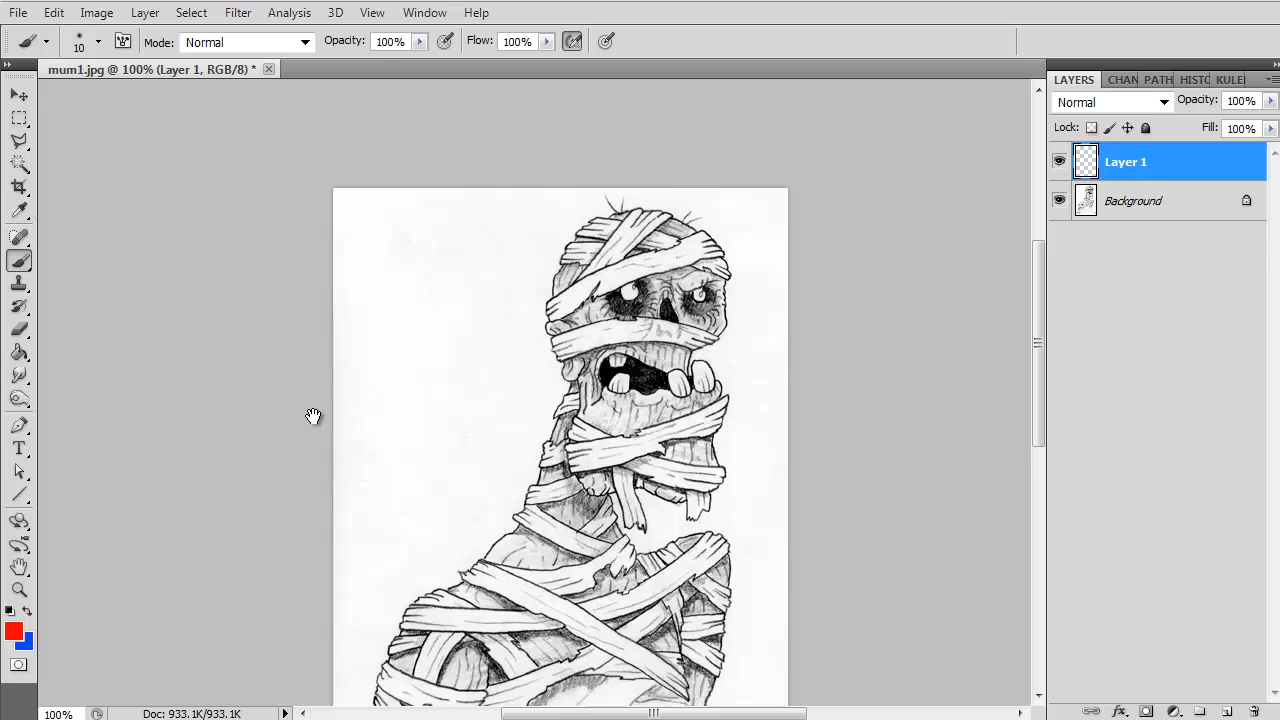 File Edit Image Layer Select Filter Analysis 3D View Window Help
10 Mode: Normal Opacity: 100% Flow: 100%
mum1.jpg @ 100% (Layer 1, RGB/8) *
LAYERS CHAN PATH HISTO KULEI
Normal Opacity: 100%
Lock: Fill: 100%
Layer 1
Background
T
100% Doc: 933.1K/933.1K